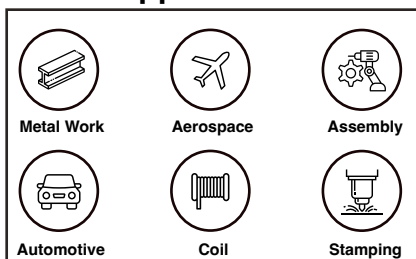 Metal Work
Aerospace
Assembly
Automotive
Coil
Stamping